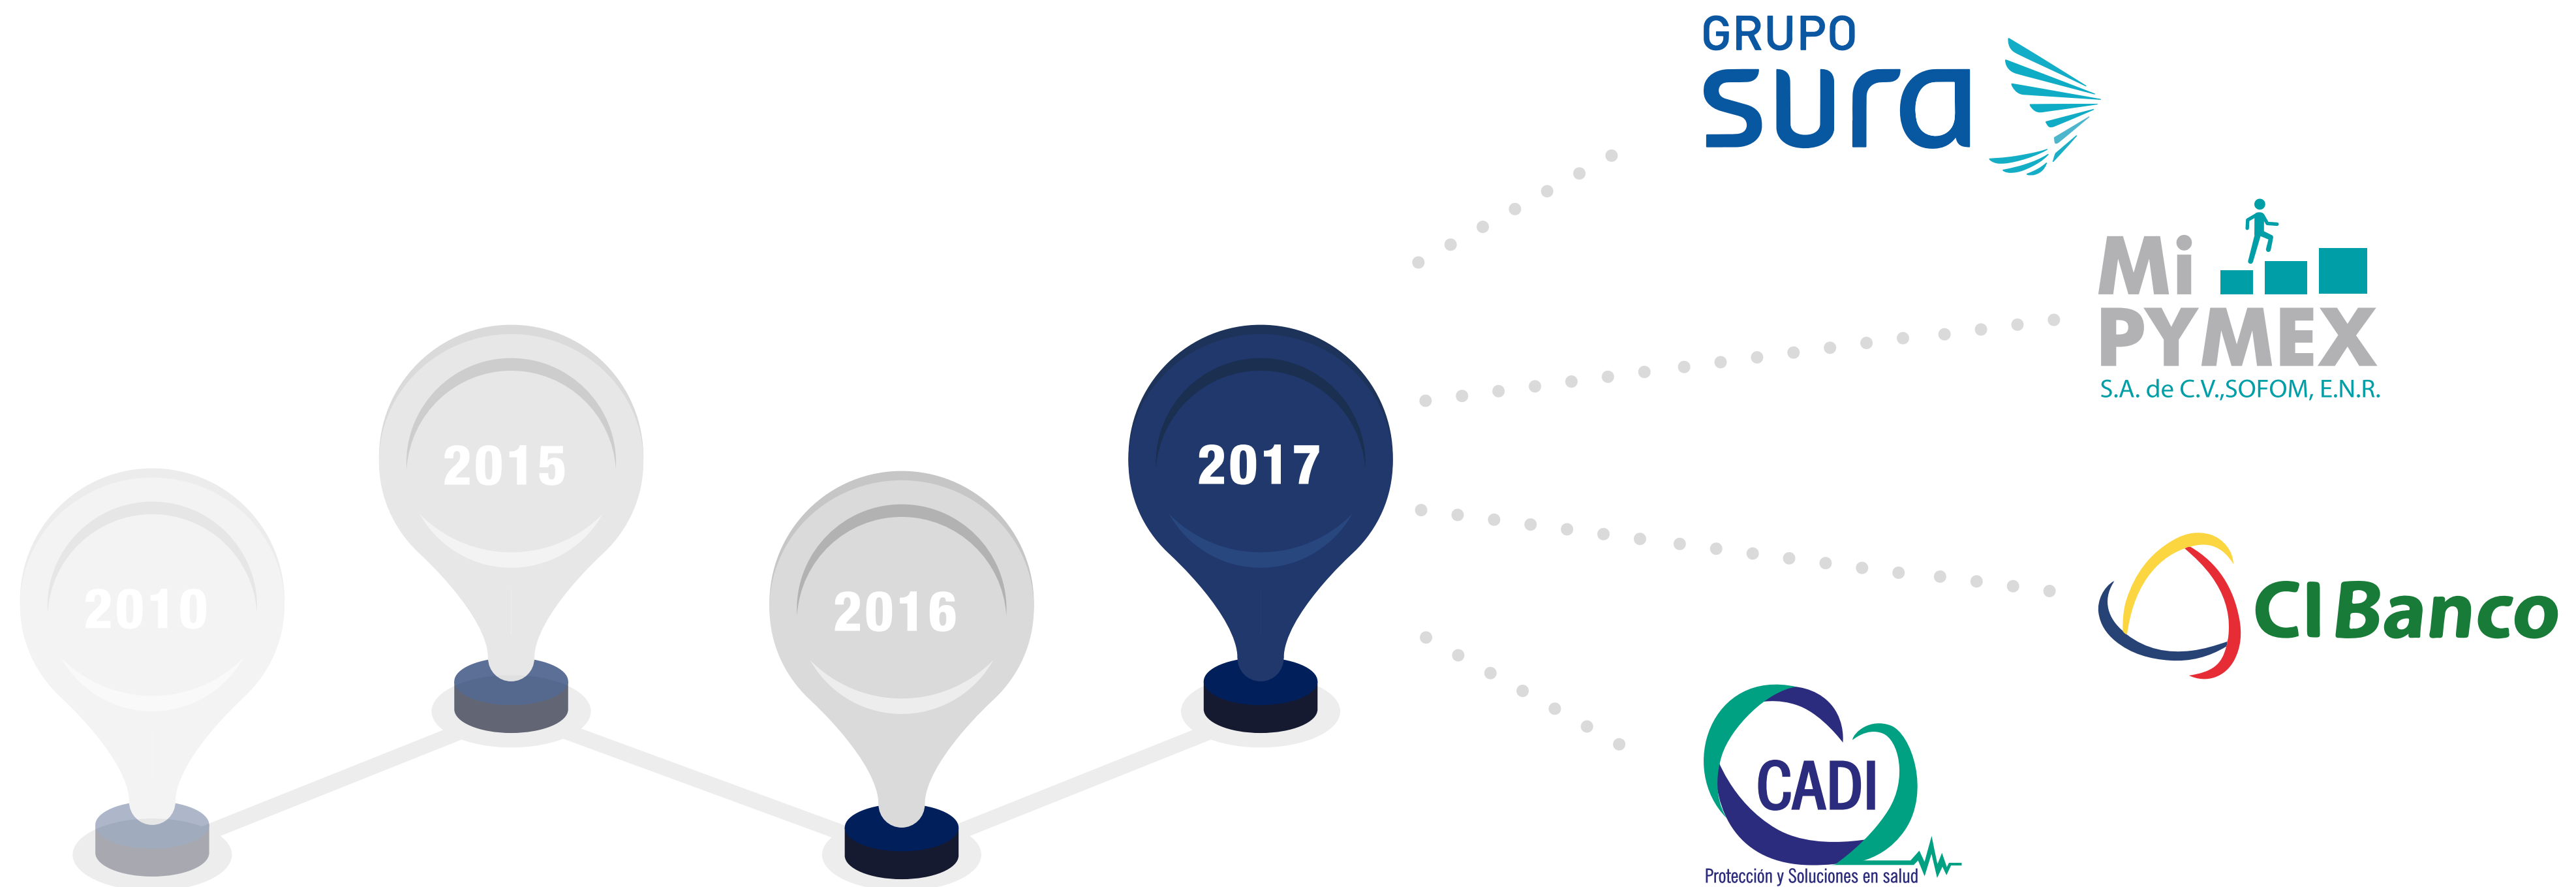 2010
2015
2016
2017
GRUPO
sura
Mi
PYMEX
S.A. de C.V.,SOFOM, E.N.R.
CIBanco
CADI
Protección y Soluciones en salud